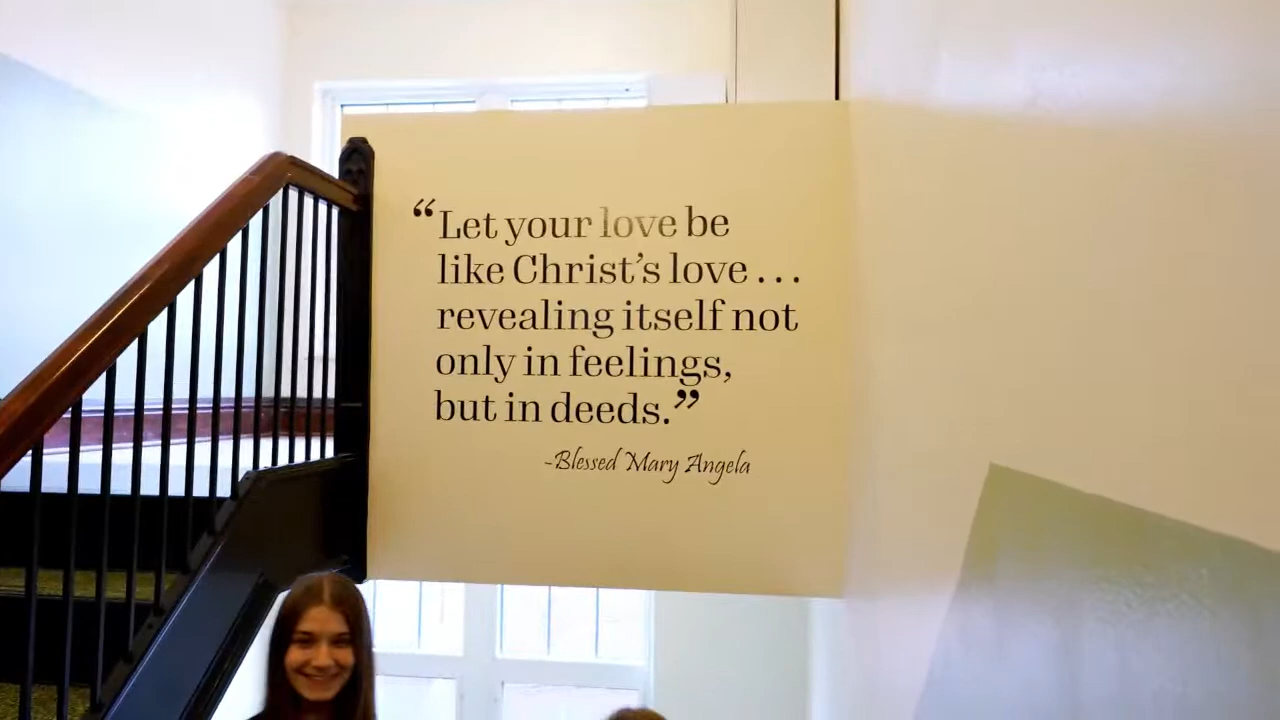 “Let your love be
like Christ’s love . . .
revealing itself not
only in feelings,
but in deeds.”
-Blessed Mary Angela